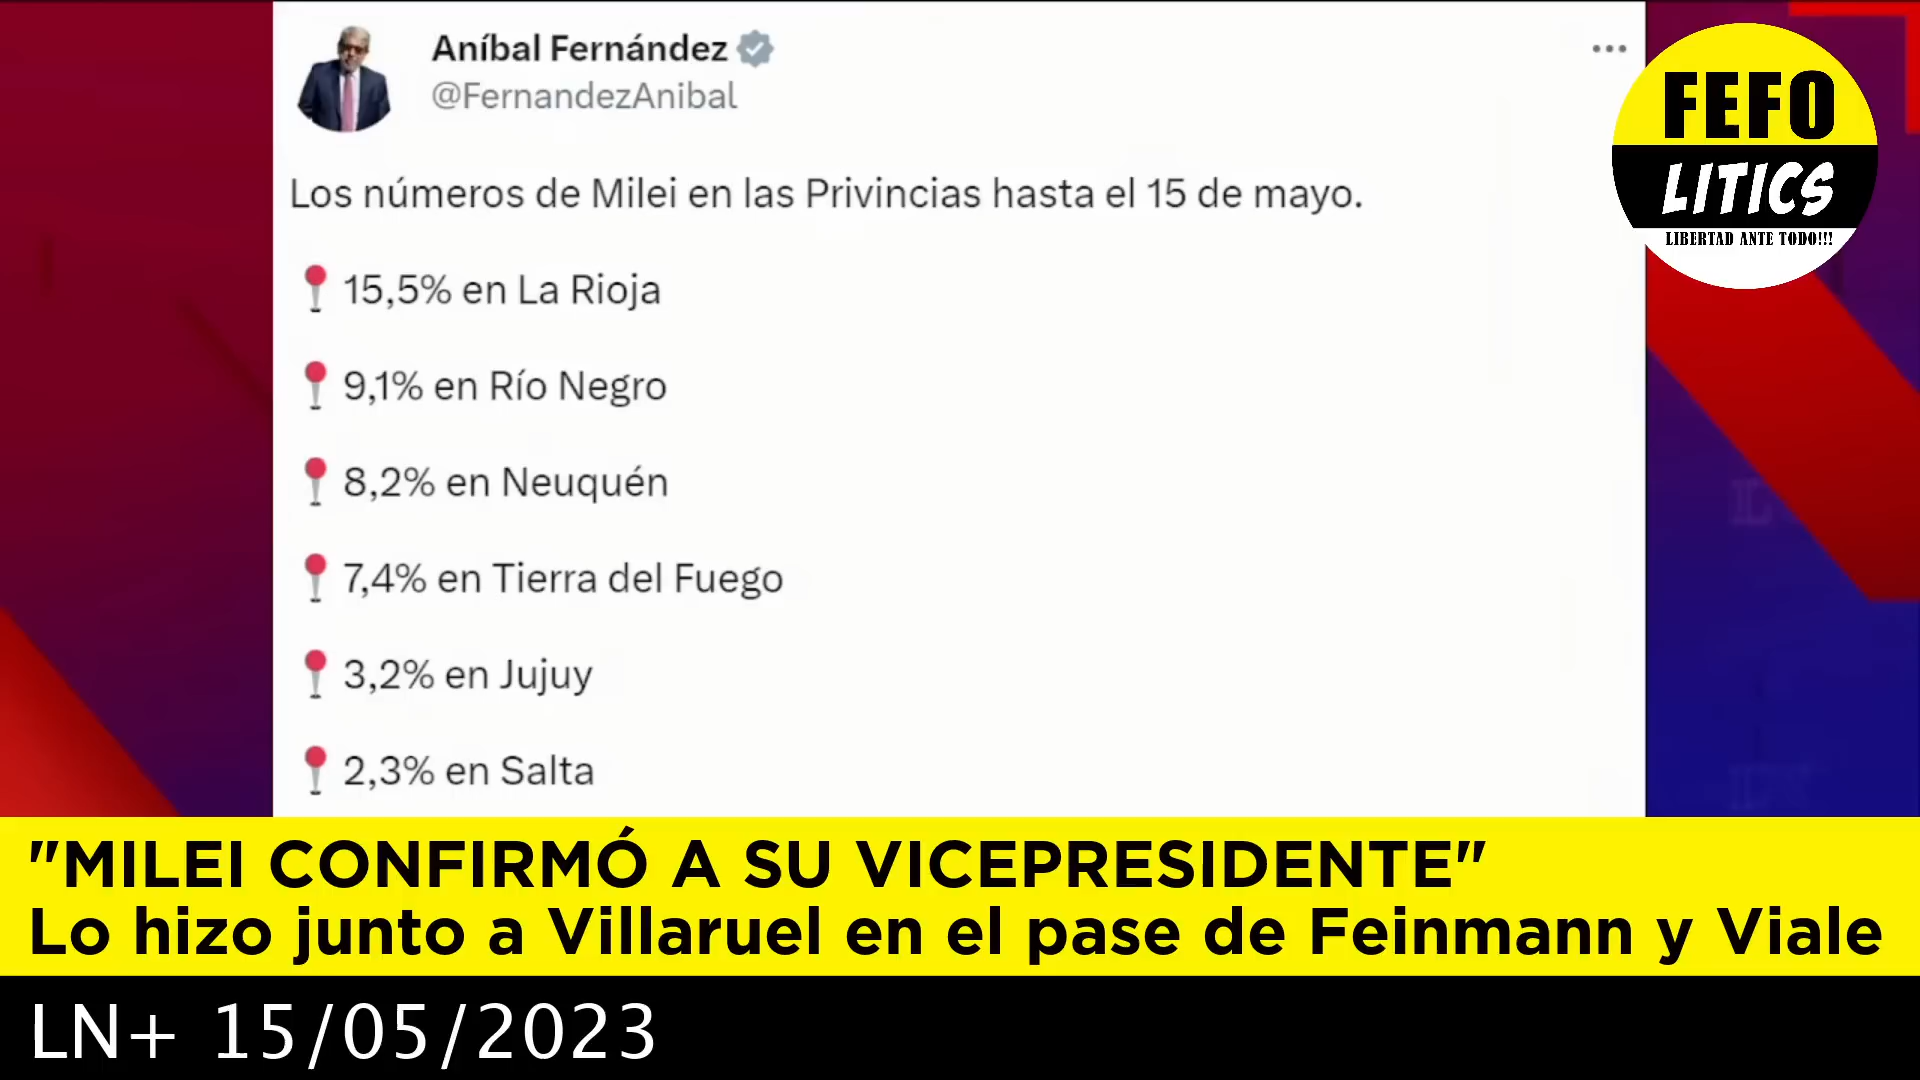 Aníbal Fernández
@FernandezAnibal
Los números de Milei en las Privincias hasta el 15 de mayo.
15,5% en La Rioja
9,1% en Río Negro
8,2% en Neuquén
7,4% en Tierra del Fuego
3,2% en Jujuy
2,3% en Salta
FEFO
LITICS
LIBERTAD ANTE TODO!!!
"MILEI CONFIRMÓ A SU VICEPRESIDENTE"
Lo hizo junto a Villaruel en el pase de Feinmann y Viale
LN+ 15/05/2023